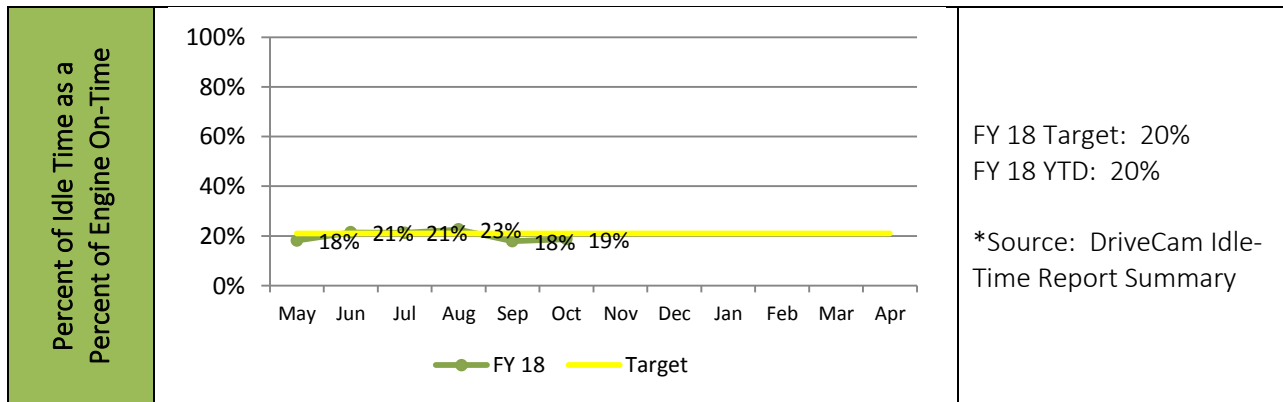 Percent of Idle Time as a
Percent of Engine On-Time
100%
80%
60%
40%
20%
0%
18%
21%
21%
23%
18%
19%
May Jun Jul Aug Sep Oct Nov Dec Jan Feb Mar Apr
FY 18 Target
FY 18 Target: 20%
FY 18 YTD: 20%
*Source: DriveCam Idle-
Time Report Summary